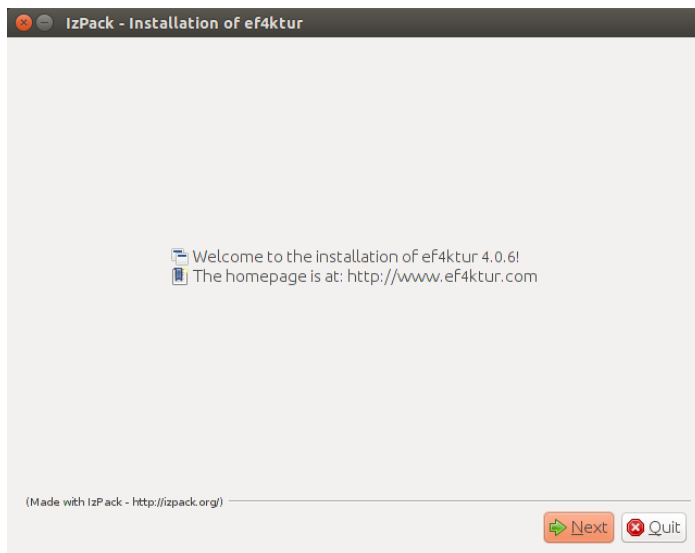 IzPack - Installation of ef4ktur
Welcome to the installation of ef4ktur 4.0.6!
The homepage is at: http://www.ef4ktur.com
(Made with IzPack - http://izpack.org/)
Next Quit